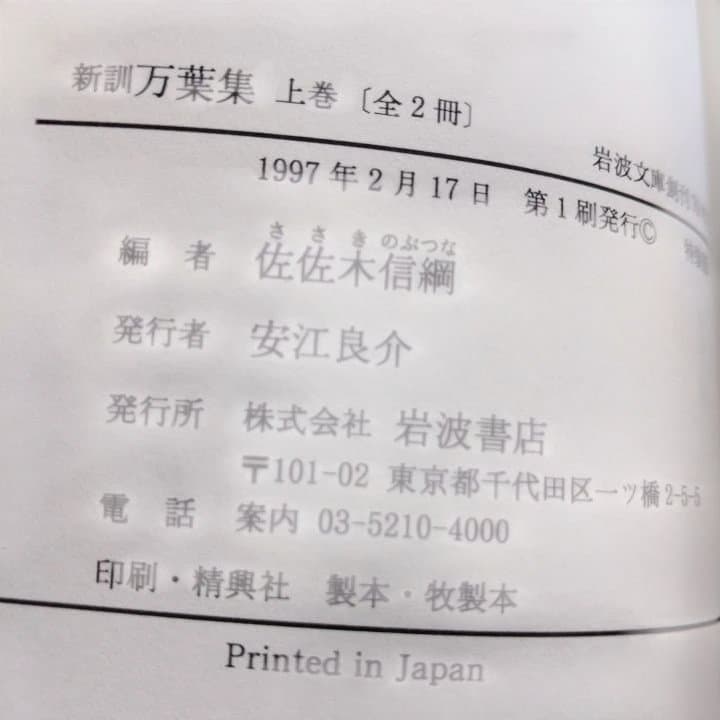 新訓万葉集 上巻〔全2冊〕
岩波文庫創刊
1997年2月17日 第1刷発行©
ささきのぶつな
編者 佐佐木信綱
発行者 安江良介
発行所 株式会社 岩波書店
〒101-02 東京都千代田区一ツ橋2-5-5
電話 案内 03-5210-4000
印刷・精興社 製本・牧製本
Printed in Japan